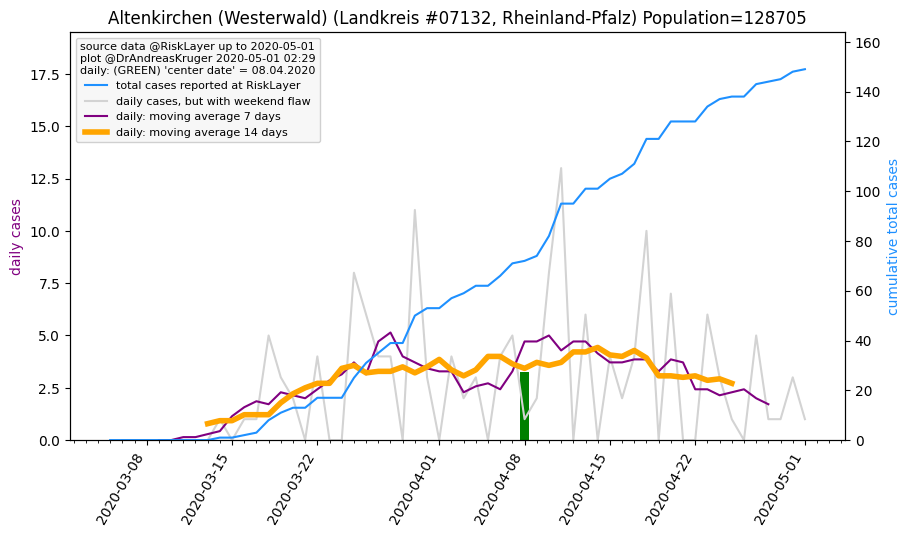 Altenkirchen (Westerwald) (Landkreis #07132, Rheinland-Pfalz) Population=128705
source data @RiskLayer up to 2020-05-01
plot @DrAndreasKruger 2020-05-01 02:29
daily: (GREEN) 'center date' = 08.04.2020
total cases reported at RiskLayer
daily cases, but with weekend flaw
daily: moving average 7 days
daily: moving average 14 days
daily cases
17.5
15.0
12.5
10.0
7.5
5.0
2.5
0.0
cumulative total cases
160
140
120
100
80
60
40
20
0
2020-03-08
2020-03-15
2020-03-22
2020-04-01
2020-04-08
2020-04-15
2020-04-22
2020-05-01